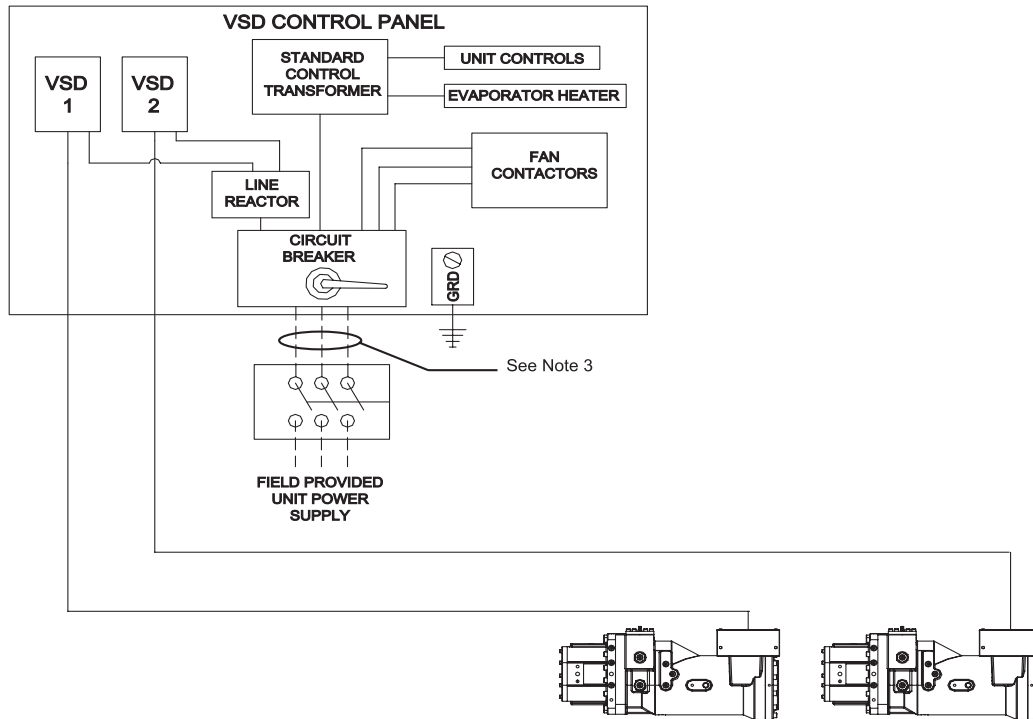 VSD CONTROL PANEL
VSD
1
VSD
2
STANDARD
CONTROL
TRANSFORMER
UNIT CONTROLS
EVAPORATOR HEATER
FAN
CONTACTORS
LINE
REACTOR
CIRCUIT
BREAKER
GRD
See Note 3
FIELD PROVIDED
UNIT POWER
SUPPLY